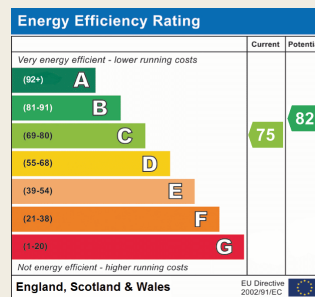 Energy Efficiency Rating
Current Potenti
Very energy efficient - lower running costs
(92+) A
(81-91) B
82
(69-80) C
75
(55-68) D
(39-54) E
(21-38) F
(1-20) G
Not energy efficient - higher running costs
England, Scotland & Wales
EU Directive
2002/91/EC